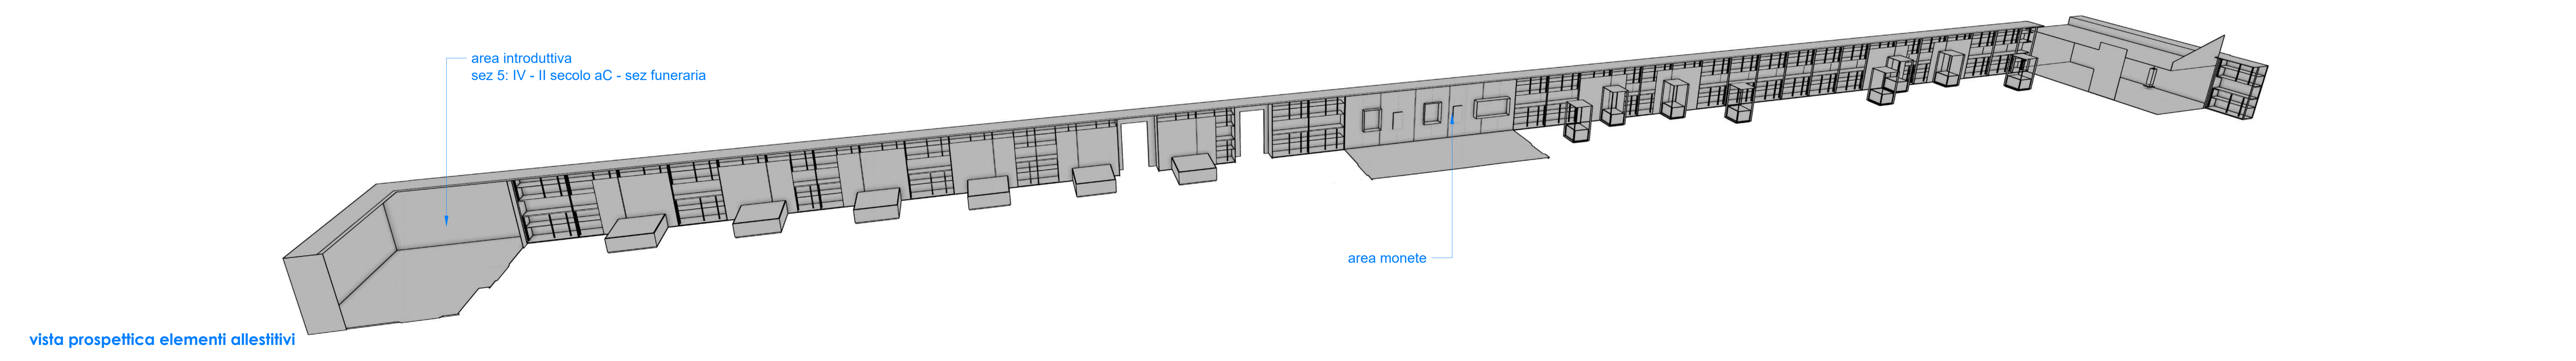 area introduttiva
sez 5: IV - II secolo aC - sez funeraria
area monete
vista prospettica elementi allestitivi